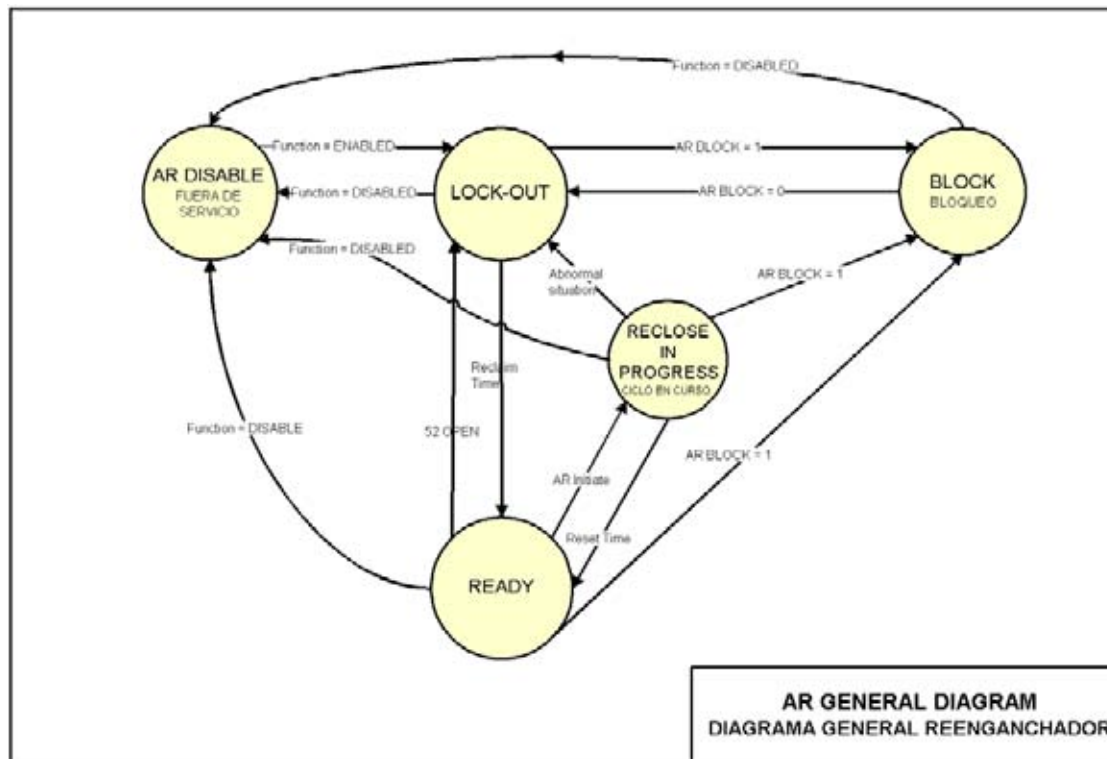 Function = DISABLED
AR DISABLE
FUERA DE
SERVICIO
Function = ENABLED
LOCK-OUT
AR BLOCK = 1
BLOCK
BLOQUEO
Function = DISABLED
AR BLOCK = 0
Function = DISABLED
Abnormal
situation
AR BLOCK = 1
RECLOSE
IN
PROGRESS
CICLO EN CURSO
Reclaim
Time
Function = DISABLE
52 OPEN
AR BLOCK = 1
AR Initiate
Reset Time
READY
AR GENERAL DIAGRAM
DIAGRAMA GENERAL REENGANCHADOR